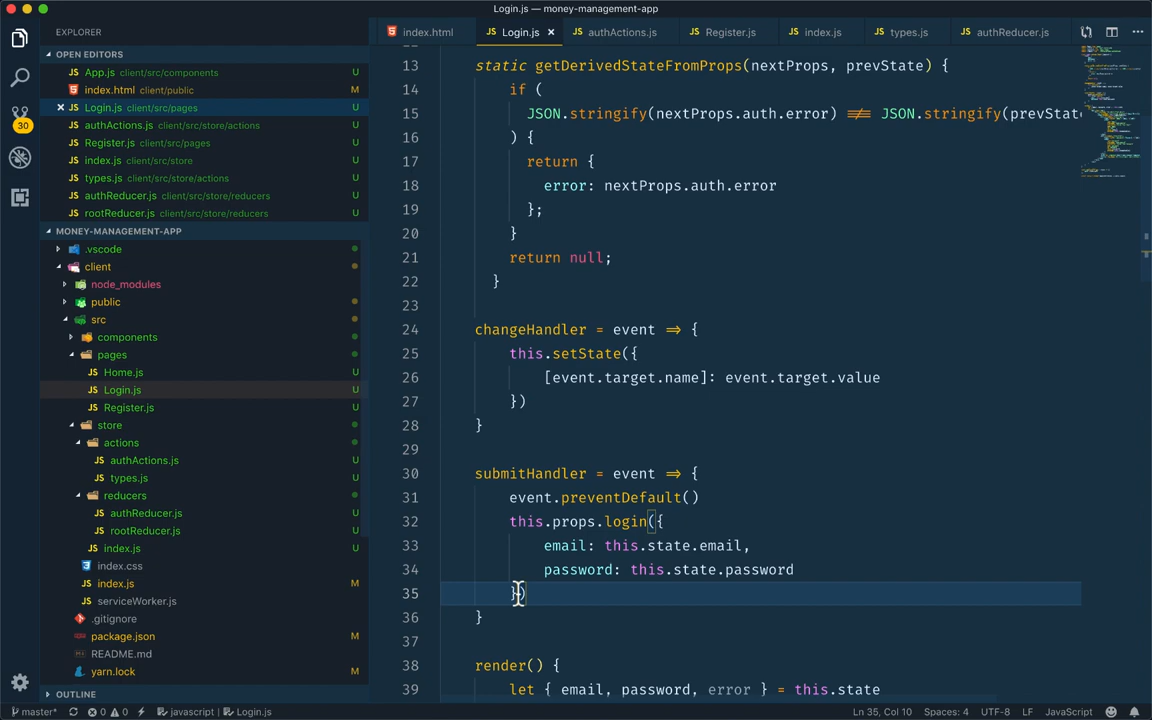 Login.js — money-management-app
EXPLORER
OPEN EDITORS
JS App.js client/src/components U
index.html client/public M
JS Login.js client/src/pages U
JS authActions.js client/src/store/actions U
JS Register.js client/src/pages U
JS index.js client/src/store U
JS types.js client/src/store/actions U
JS authReducer.js client/src/store/reducers U
JS rootReducer.js client/src/store/reducers U
MONEY-MANAGEMENT-APP
.vscode
client
node_modules
public
src
components
pages
JS Home.js U
JS Login.js U
JS Register.js U
store
actions
JS authActions.js U
JS types.js U
reducers
JS authReducer.js U
JS rootReducer.js U
JS index.js U
index.css
JS index.js M
JS serviceWorker.js
.gitignore
package.json M
README.md
yarn.lock M
OUTLINE
30
index.html
JS Login.js
JS authActions.js
JS Register.js
JS index.js
JS types.js
JS authReducer.js
13 static getDerivedStateFromProps(nextProps, prevState) {
14 if (
15 JSON.stringify(nextProps.auth.error) !== JSON.stringify(prevStat
16 ) {
17 return {
18 error: nextProps.auth.error
19 };
20 }
21 return null;
22 }
23
24 changeHandler = event => {
25 this.setState({
26 [event.target.name]: event.target.value
27 })
28 }
29
30 submitHandler = event => {
31 event.preventDefault()
32 this.props.login({
33 email: this.state.email,
34 password: this.state.password
35 })
36 }
37
38 render() {
39 let { email, password, error } = this.state
master* 0 0 javascript | Login.js
Ln 35, Col 10 Spaces: 4 UTF-8 LF JavaScript